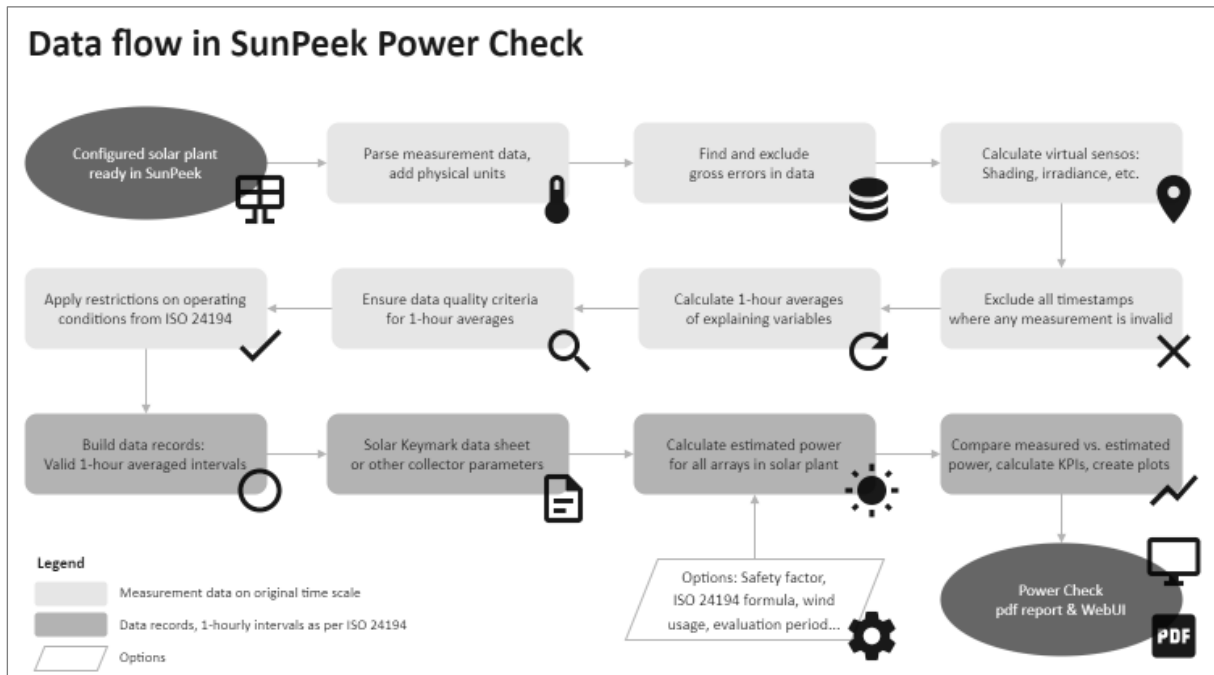 Data flow in SunPeek Power Check
Configured solar plant
ready in SunPeek
Parse measurement data,
add physical units
Find and exclude
gross errors in data
Calculate virtual sensos:
Shading, irradiance, etc.
Apply restrictions on operating
conditions from ISO 24194
Ensure data quality criteria
for 1-hour averages
Calculate 1-hour averages
of explaining variables
Exclude all timestamps
where any measurement is invalid
Build data records:
Valid 1-hour averaged intervals
Solar Keymark data sheet
or other collector parameters
Calculate estimated power
for all arrays in solar plant
Compare measured vs. estimated
power, calculate KPIs, create plots
Legend
Measurement data on original time scale
Data records, 1-hourly intervals as per ISO 24194
Options
Options: Safety factor,
ISO 24194 formula, wind
usage, evaluation period...
Power Check
pdf report & WebUI
PDF